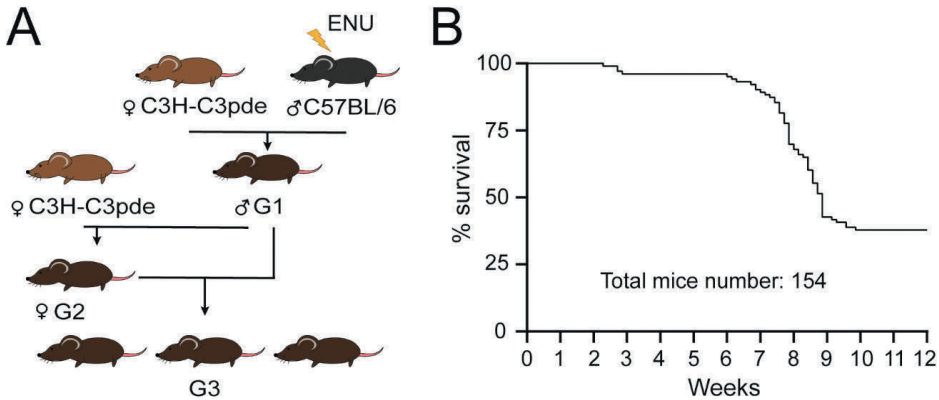 A
ENU
♀ C3H-C3pde
♂C57BL/6
♀ C3H-C3pde
♂G1
♀ G2
G3
B
% survival
100
75
50
25
0
Total mice number: 154
0 1 2 3 4 5 6 7 8 9 10 11 12
Weeks